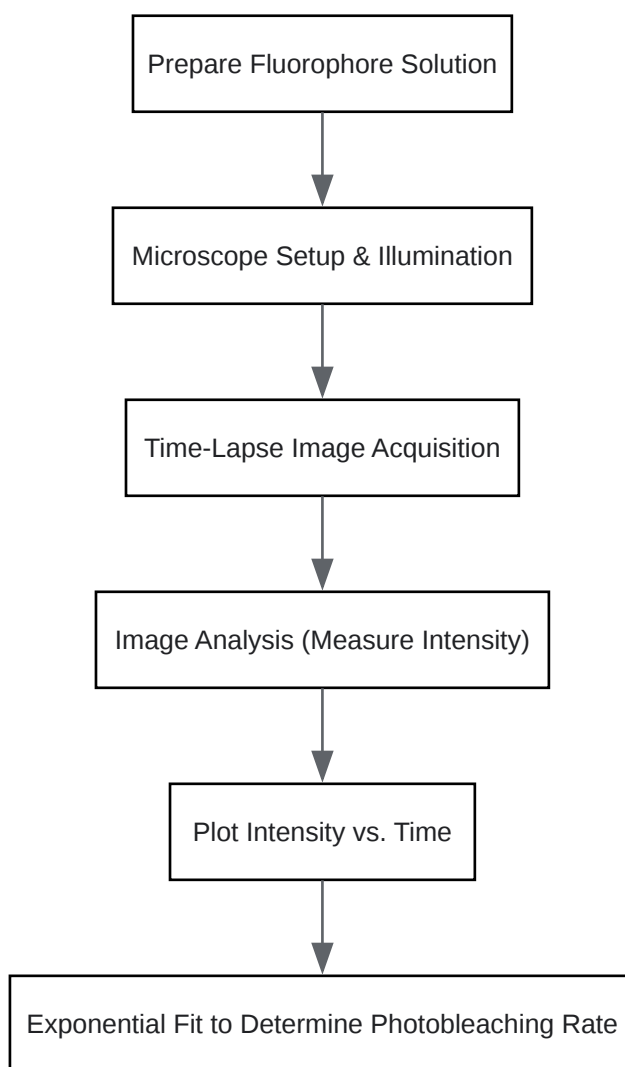 Prepare Fluorophore Solution
Microscope Setup & Illumination
Time-Lapse Image Acquisition
Image Analysis (Measure Intensity)
Plot Intensity vs. Time
Exponential Fit to Determine Photobleaching Rate